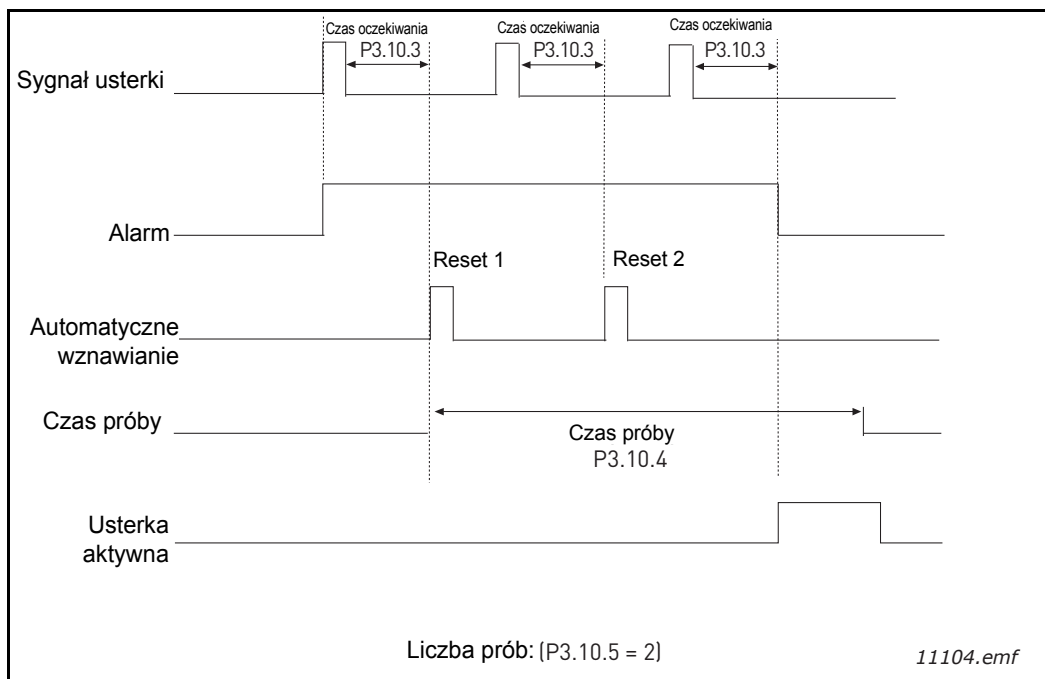 Czas oczekiwania
P3.10.3
Czas oczekiwania
P3.10.3
Czas oczekiwania
P3.10.3
Sygnał usterki
Alarm
Reset 1
Reset 2
Automatyczne
wznawianie
Czas próby
Czas próby
P3.10.4
Usterka
aktywna
Liczba prób: (P3.10.5 = 2)
11104.emf